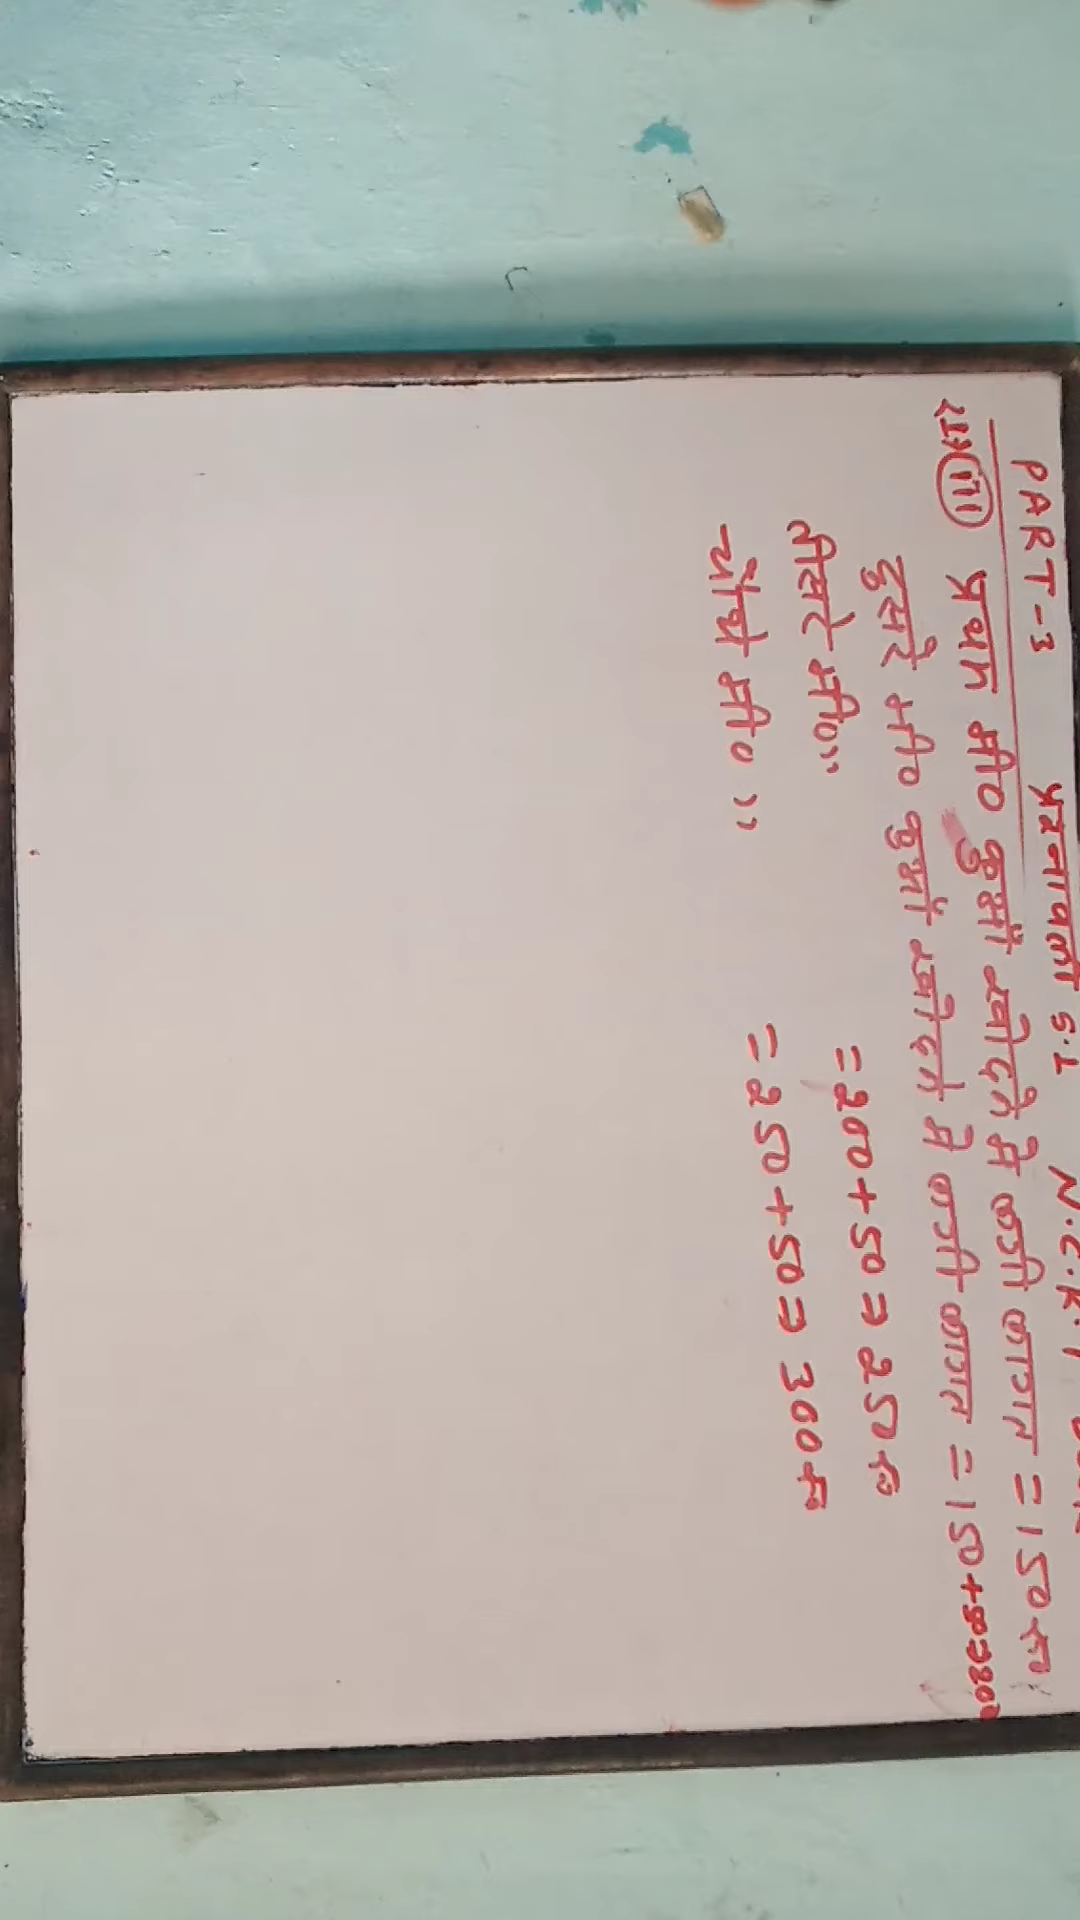 PART-3 प्रश्नावली 5.1 N.C.R.T
(iii) प्रथम मी० कुआँ खोदने में लगी लागत = 150 रू
दुसरे मी० कुआँ खोदने में लगी लागत = 150+50⇒200
तीसरे मी० " = 200+50 ⇒ 250 रू
चौथे मी० " = 250+50 ⇒ 300 रू